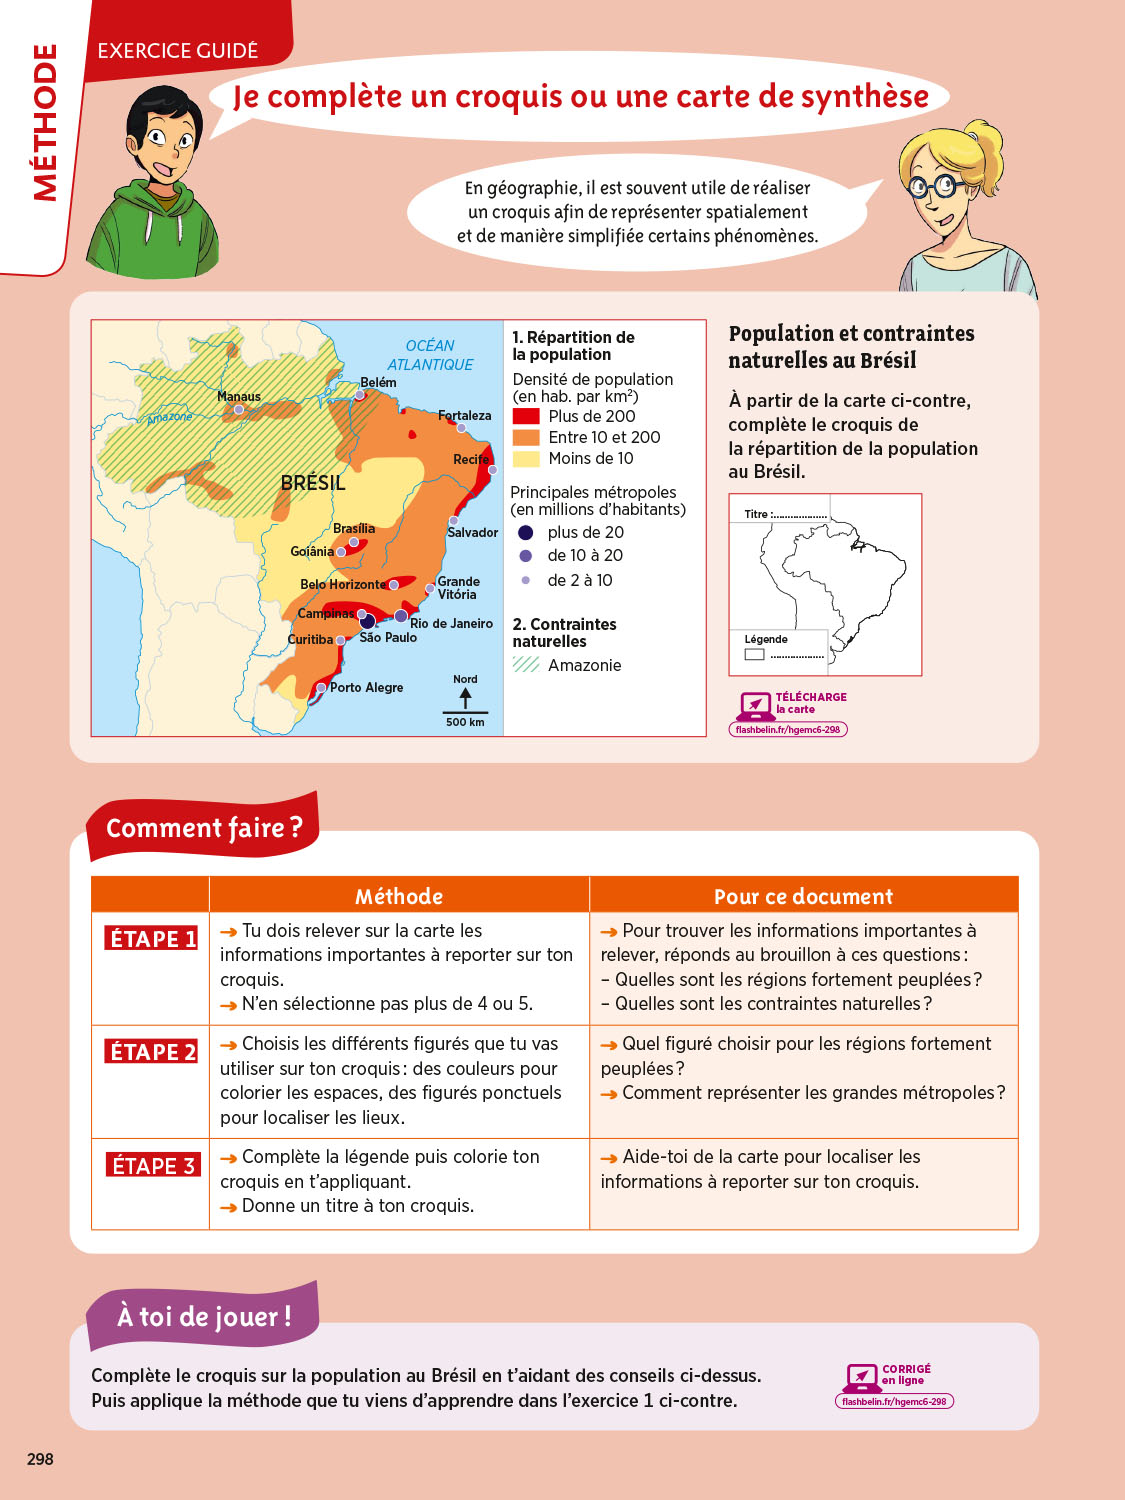 MÉTHODE
EXERCICE GUIDÉ
Je complète un croquis ou une carte de synthèse
En géographie, il est souvent utile de réaliser
un croquis afin de représenter spatialement
et de manière simplifiée certains phénomènes.
OCÉAN
ATLANTIQUE
Belém
Manaus
Amazone
Fortaleza
Recife
BRÉSIL
Brasília
Salvador
Goiânia
Belo Horizonte
Grande
Vitória
Campinas
Rio de Janeiro
São Paulo
Curitiba
Porto Alegre
Nord
500 km
1. Répartition de
la population
Densité de population
(en hab. par km²)
Plus de 200
Entre 10 et 200
Moins de 10
Principales métropoles
(en millions d’habitants)
plus de 20
de 10 à 20
de 2 à 10
2. Contraintes
naturelles
Amazonie
Population et contraintes
naturelles au Brésil
À partir de la carte ci-contre,
complète le croquis de
la répartition de la population
au Brésil.
Titre :...................
Légende
...................
TÉLÉCHARGE
la carte
flashbelin.fr/hgemc6-298
Comment faire ?
Méthode
Pour ce document
ÉTAPE 1
➞ Tu dois relever sur la carte les
informations importantes à reporter sur ton
croquis.
➞ N’en sélectionne pas plus de 4 ou 5.
➞ Pour trouver les informations importantes à
relever, réponds au brouillon à ces questions :
– Quelles sont les régions fortement peuplées ?
– Quelles sont les contraintes naturelles ?
ÉTAPE 2
➞ Choisis les différents figurés que tu vas
utiliser sur ton croquis : des couleurs pour
colorier les espaces, des figurés ponctuels
pour localiser les lieux.
➞ Quel figuré choisir pour les régions fortement
peuplées ?
➞ Comment représenter les grandes métropoles ?
ÉTAPE 3
➞ Complète la légende puis colorie ton
croquis en t’appliquant.
➞ Donne un titre à ton croquis.
➞ Aide-toi de la carte pour localiser les
informations à reporter sur ton croquis.
À toi de jouer !
Complète le croquis sur la population au Brésil en t’aidant des conseils ci-dessus.
Puis applique la méthode que tu viens d’apprendre dans l’exercice 1 ci-contre.
CORRIGÉ
en ligne
flashbelin.fr/hgemc6-298
298